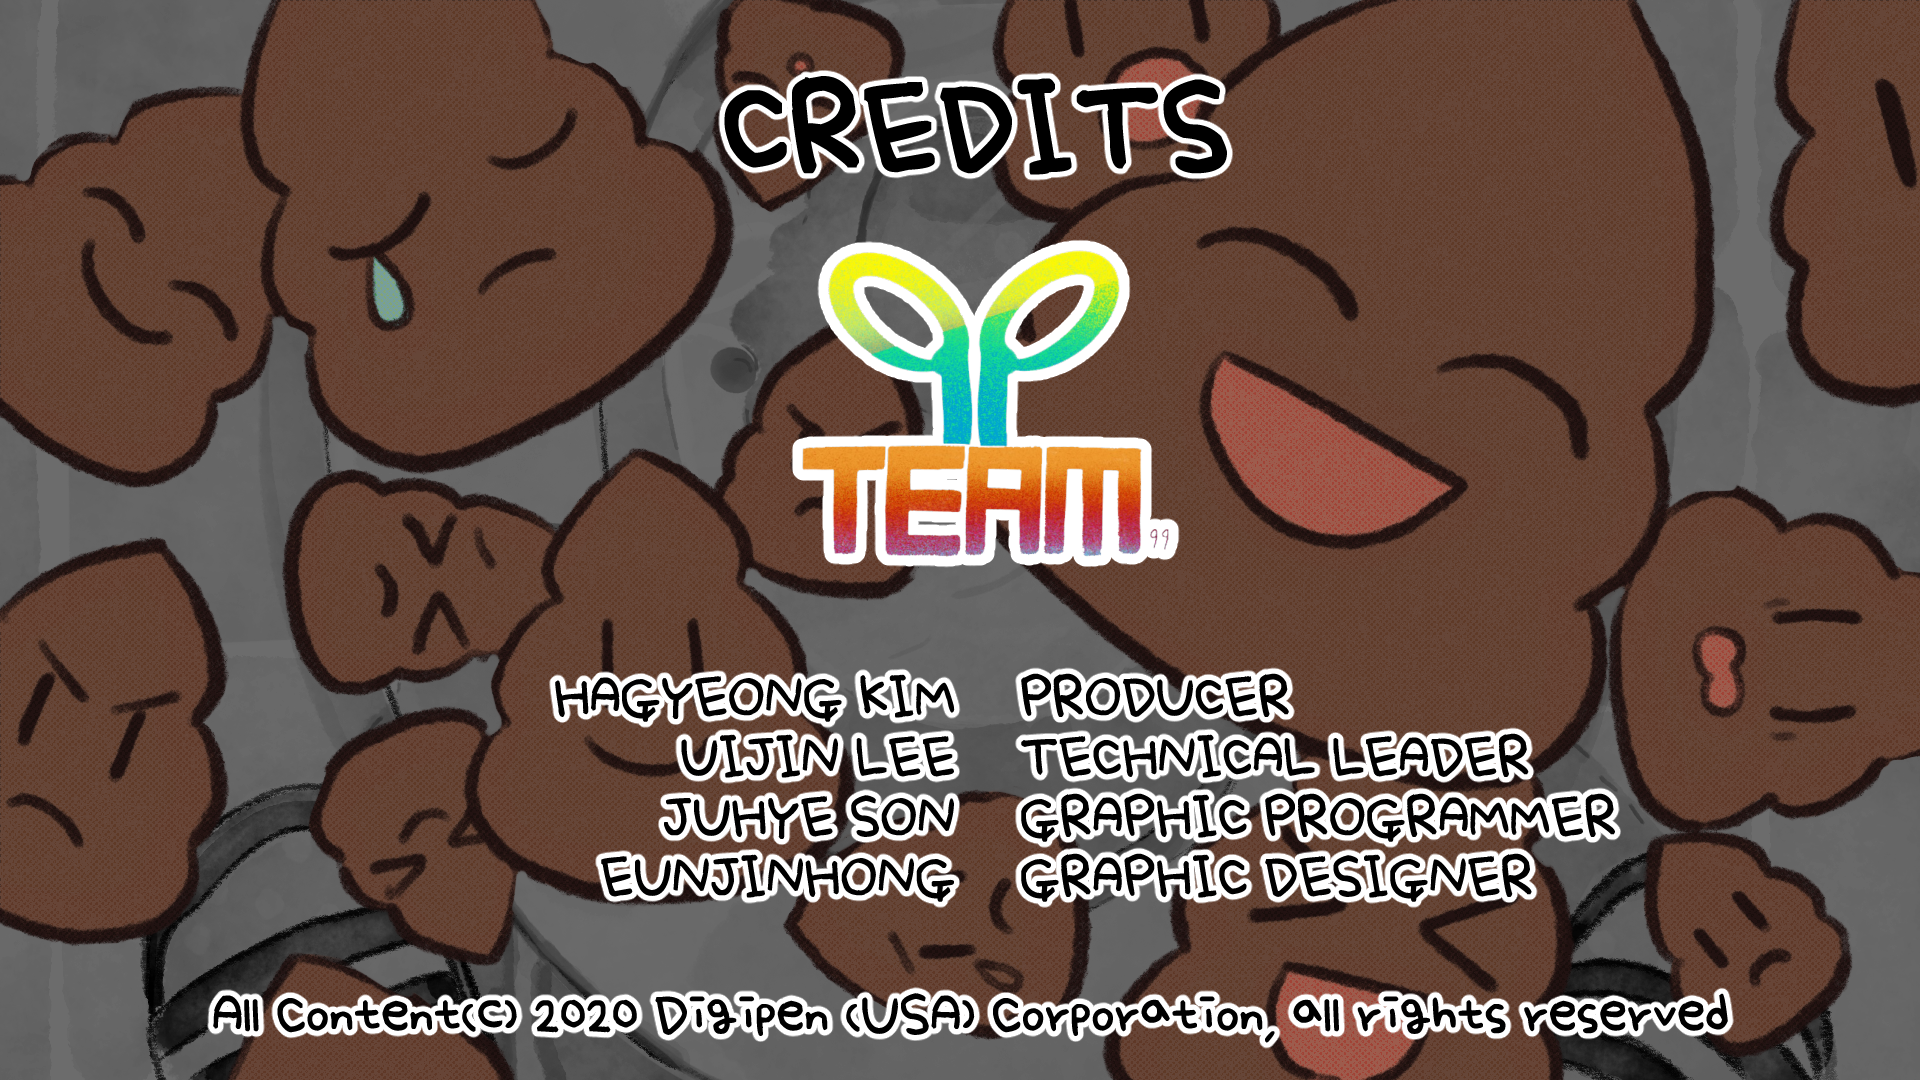 CREDITS
TEAM
99
HAGYEONG KIM PRODUCER
UIJIN LEE TECHNICAL LEADER
JUHYE SON GRAPHIC PROGRAMMER
EUNJINHONG GRAPHIC DESIGNER
All Content(C) 2020 Digipen (USA) Corporation, all rights reserved